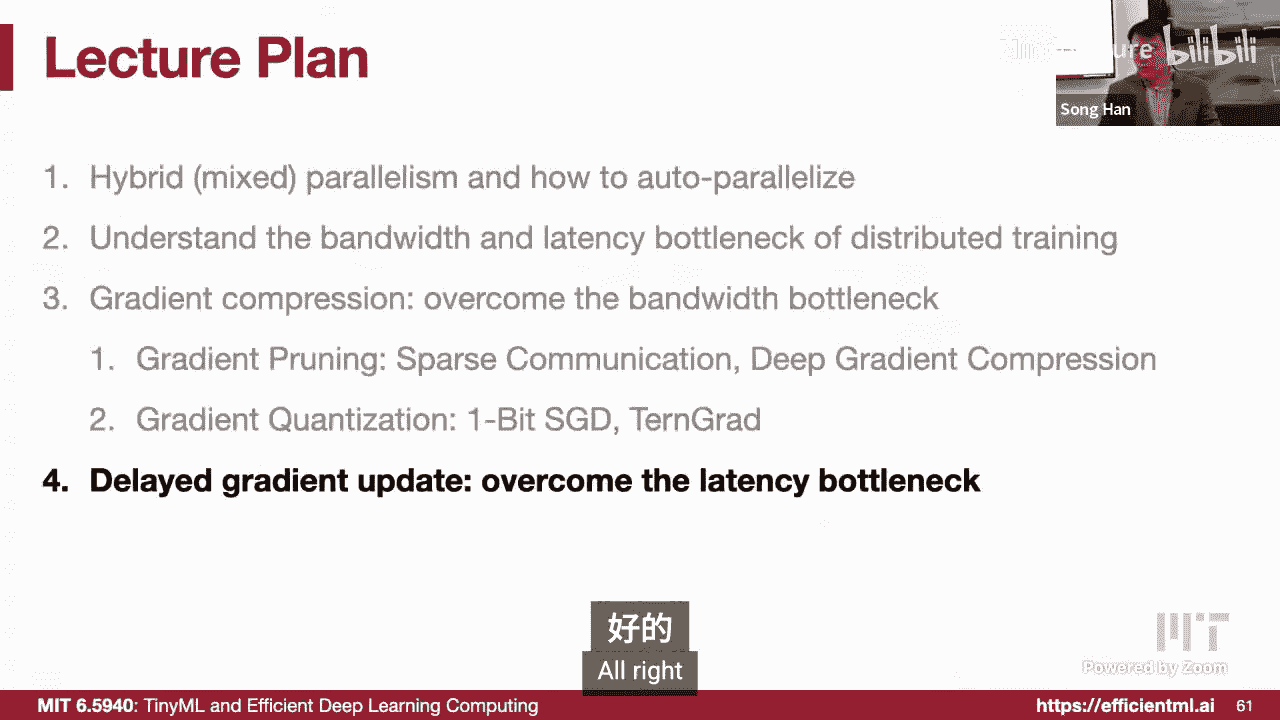 Lecture Plan
bilibili
Song Han
1. Hybrid (mixed) parallelism and how to auto-parallelize
2. Understand the bandwidth and latency bottleneck of distributed training
3. Gradient compression: overcome the bandwidth bottleneck
1. Gradient Pruning: Sparse Communication, Deep Gradient Compression
2. Gradient Quantization: 1-Bit SGD, TernGrad
4. Delayed gradient update: overcome the latency bottleneck
好的
All right
MIT
Powered by Zoom
MIT 6.5940: TinyML and Efficient Deep Learning Computing
https://efficientml.ai
61